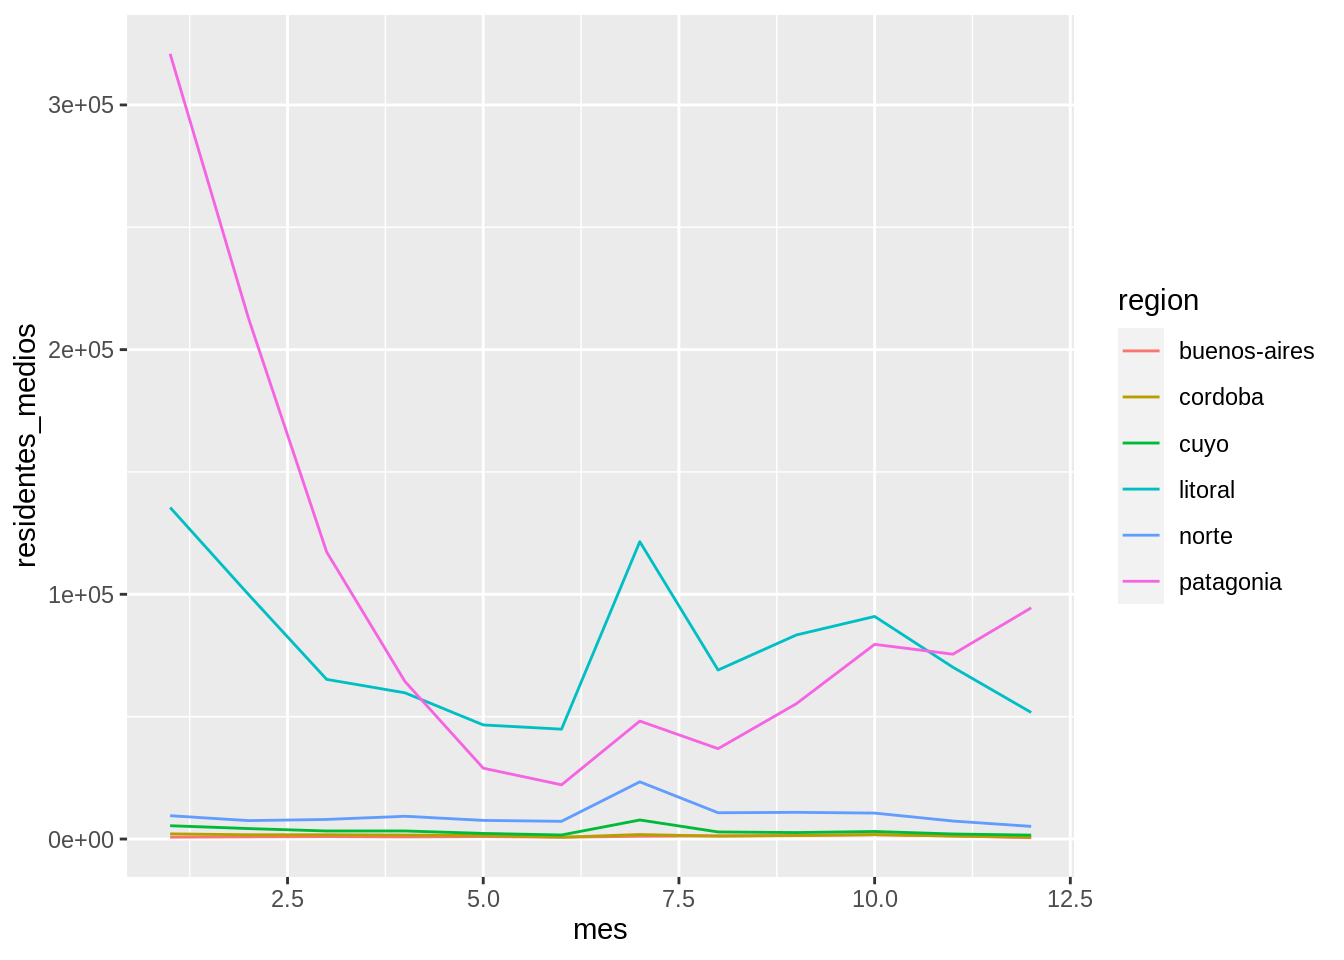 residentes_medios
3e+05
2e+05
1e+05
0e+00
2.5
5.0
7.5
10.0
12.5
mes
region
buenos-aires
cordoba
cuyo
litoral
norte
patagonia